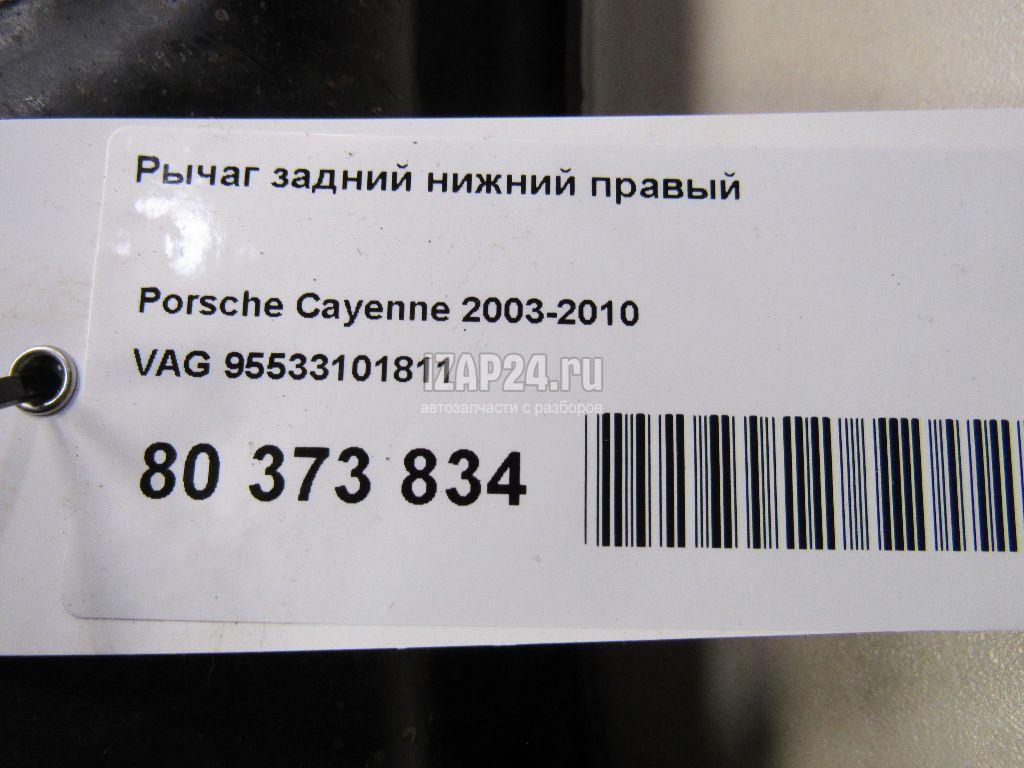 Рычаг задний нижний правый
Porsche Cayenne 2003-2010
VAG 95533101811
IZAP24.ru
автозапчасти с разборов
80 373 834